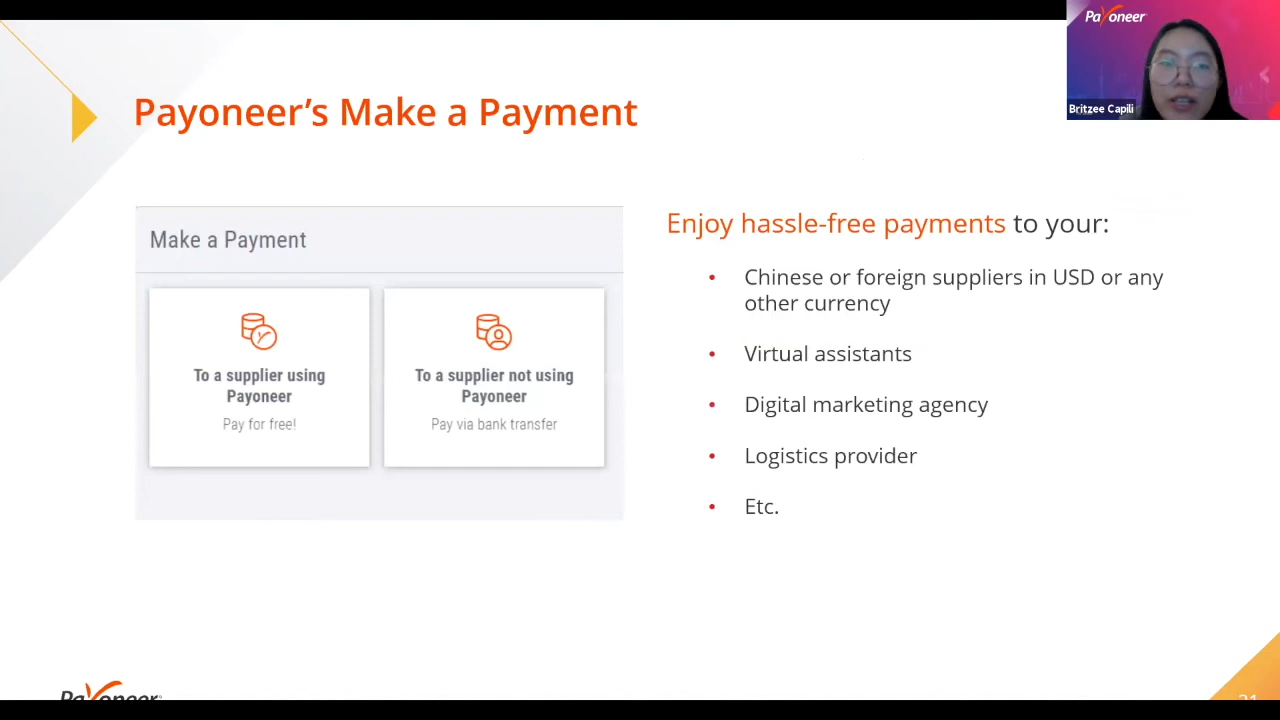 Payoneer
Britzee Capili
Payoneer's Make a Payment
Make a Payment
To a supplier using
Payoneer
Pay for free!
To a supplier not using
Payoneer
Pay via bank transfer
Enjoy hassle-free payments to your:
• Chinese or foreign suppliers in USD or any
other currency
• Virtual assistants
• Digital marketing agency
• Logistics provider
• Etc.
Payoneer
21